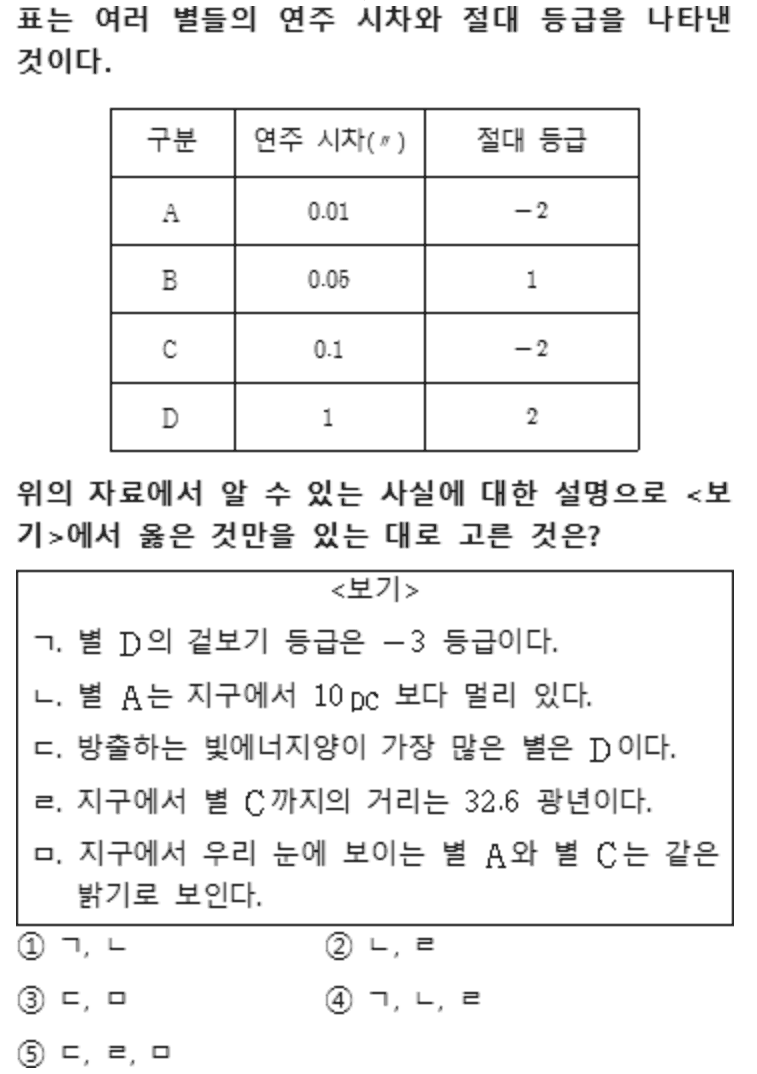 표는 여러 별들의 연주 시차와 절대 등급을 나타낸
것이다.
구분 연주 시차(〃) 절대 등급
A 0.01 －2
B 0.05 1
C 0.1 －2
D 1 2
위의 자료에서 알 수 있는 사실에 대한 설명으로 <보
기>에서 옳은 것만을 있는 대로 고른 것은?
<보기>
ㄱ. 별 D의 겉보기 등급은 －3 등급이다.
ㄴ. 별 A는 지구에서 10pc 보다 멀리 있다.
ㄷ. 방출하는 빛에너지양이 가장 많은 별은 D이다.
ㄹ. 지구에서 별 C까지의 거리는 32.6 광년이다.
ㅁ. 지구에서 우리 눈에 보이는 별 A와 별 C는 같은
밝기로 보인다.
① ㄱ, ㄴ ② ㄴ, ㄹ
③ ㄷ, ㅁ ④ ㄱ, ㄴ, ㄹ
⑤ ㄷ, ㄹ, ㅁ